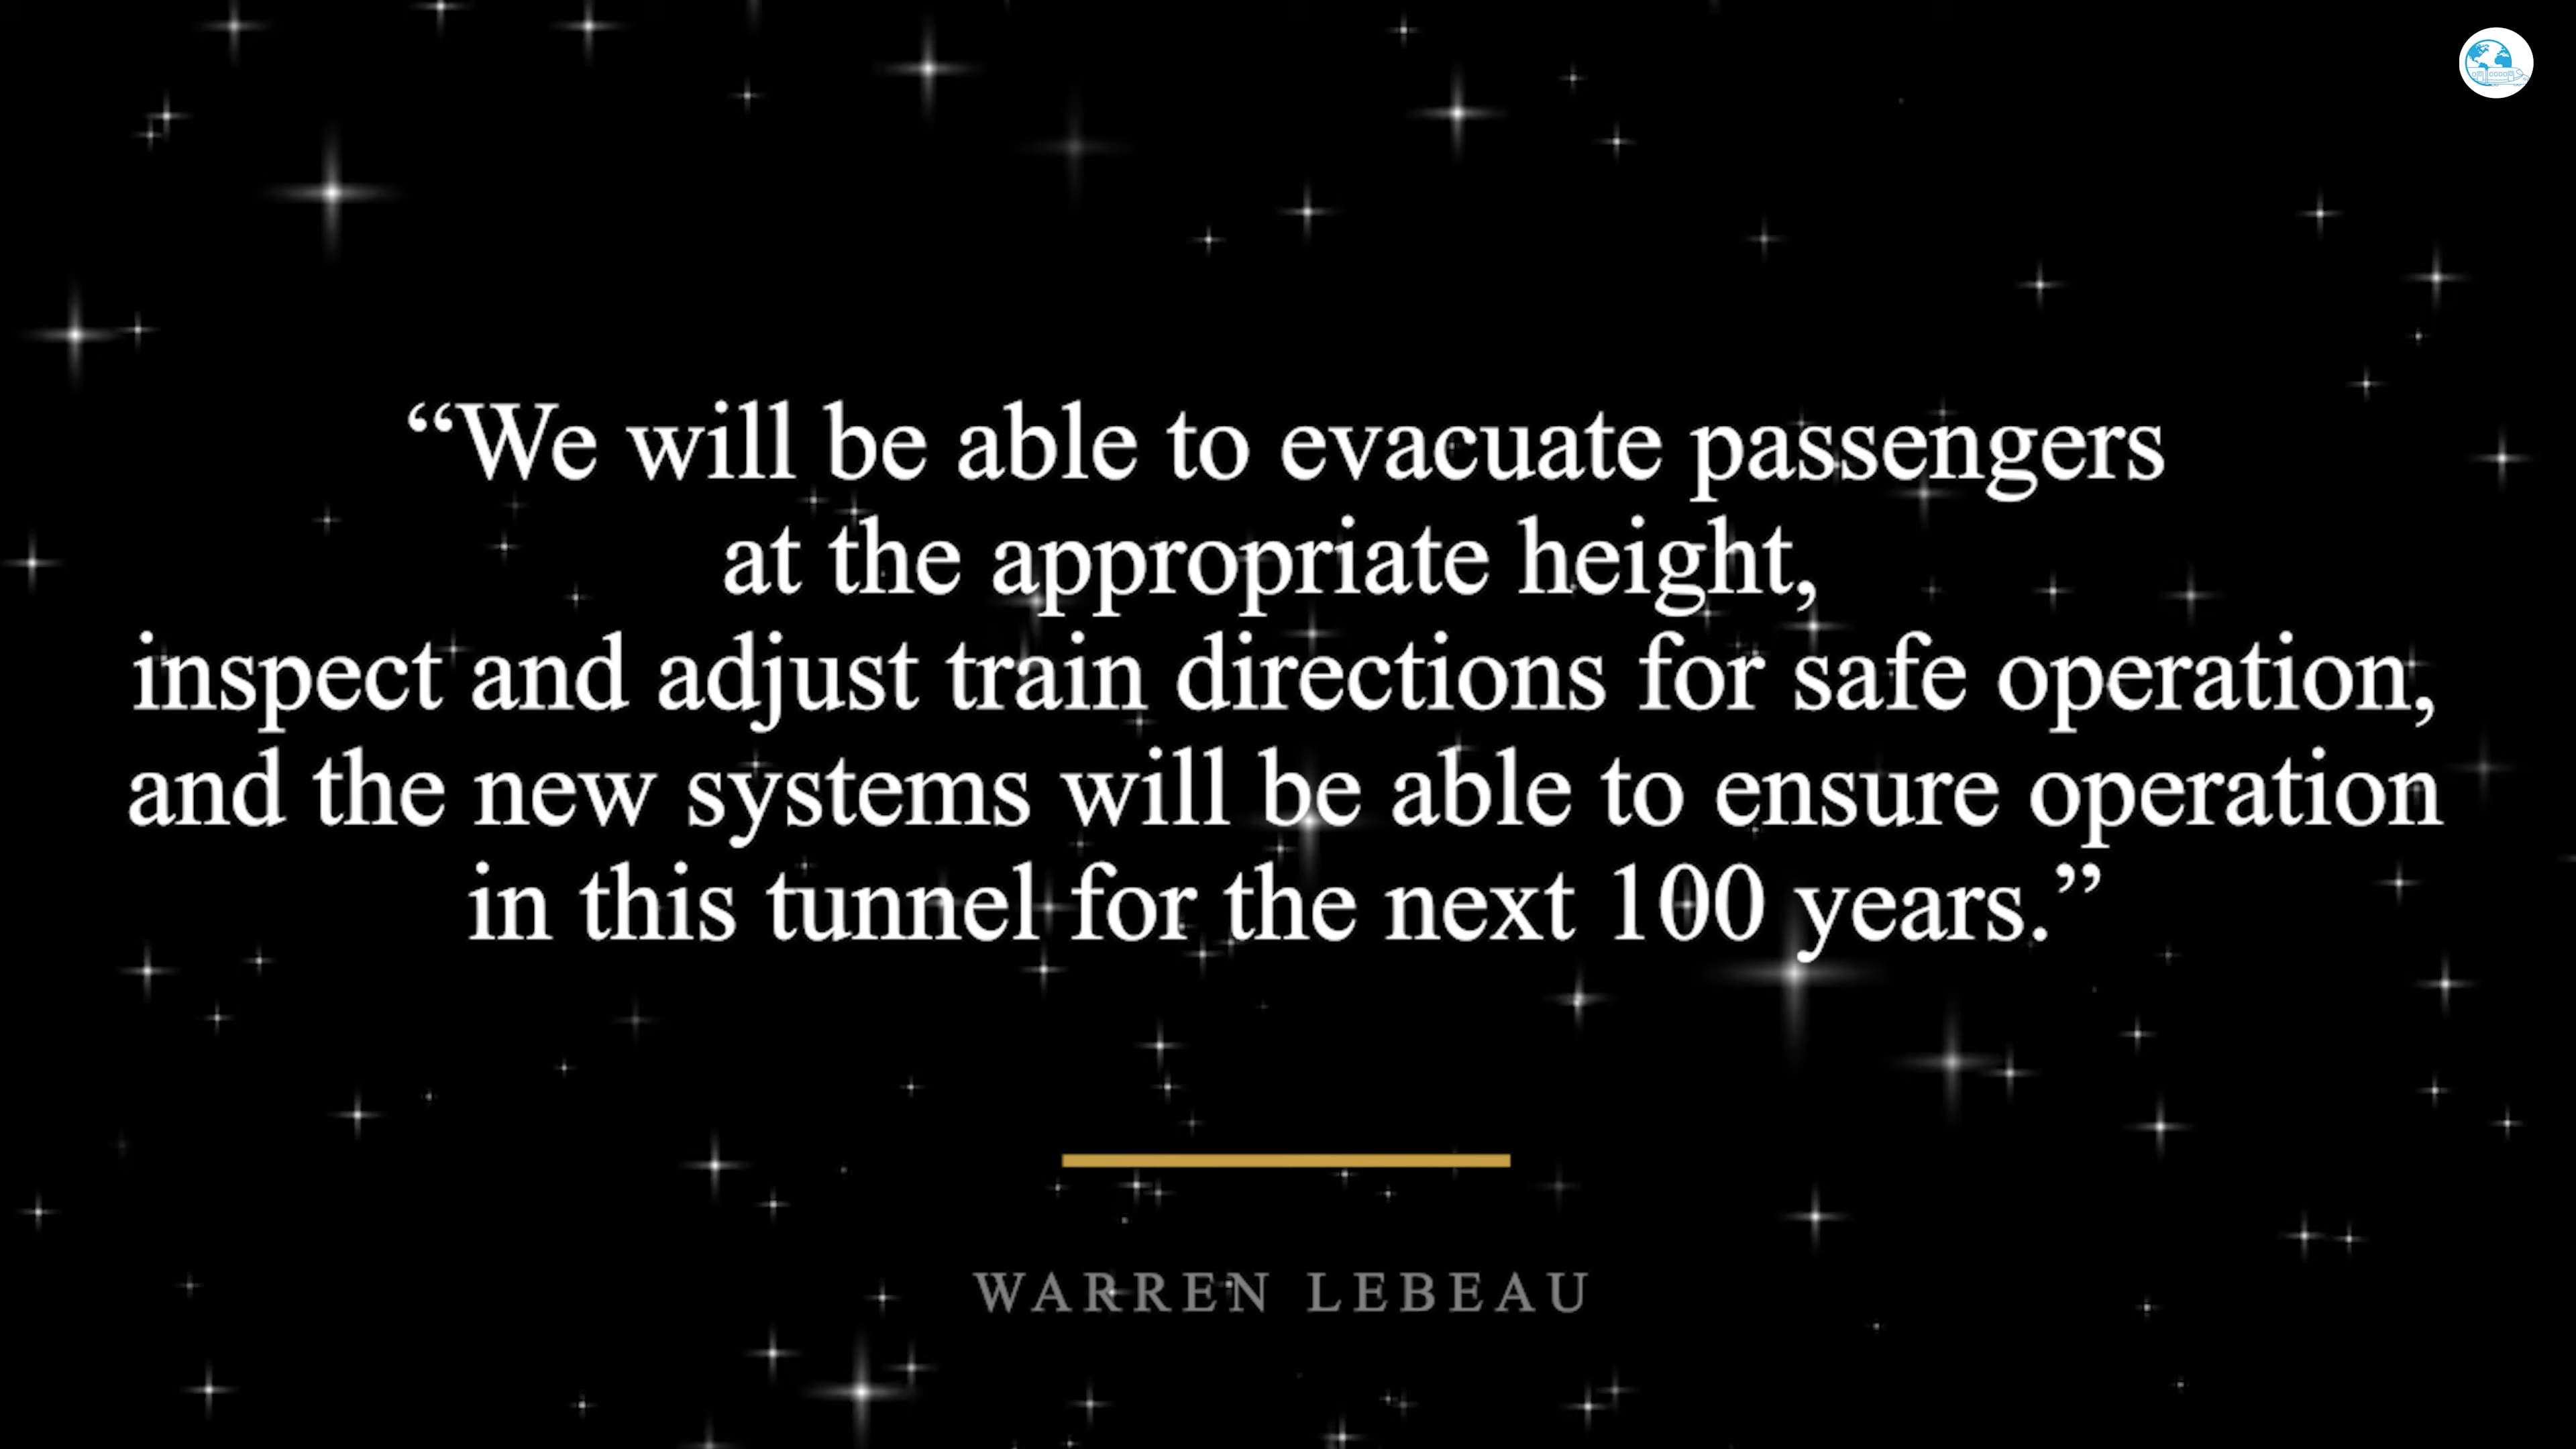 “We will be able to evacuate passengers
at the appropriate height,
inspect and adjust train directions for safe operation,
and the new systems will be able to ensure operation
in this tunnel for the next 100 years.”
WARREN LEBEAU